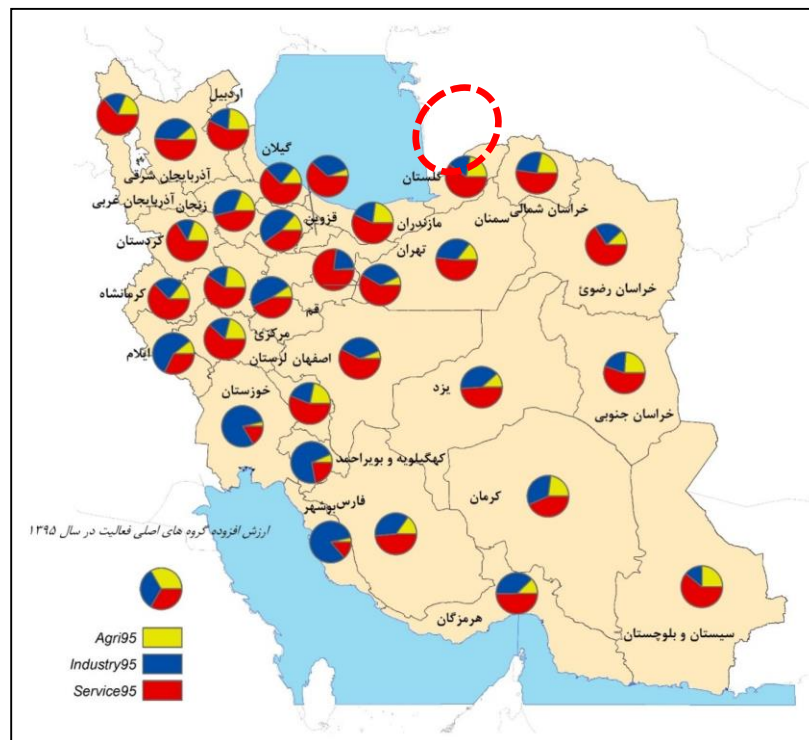 اردبیل
گیلان
آذربایجان شرقی
آذربایجان غربی
زنجان
قزوین
کردستان
کرمانشاه
ایلام
مرکزئ
قم
تهران
مازندران
سمنان
گلستان
خراسان شمالی
خراسان رضوئ
اصفهان
لرستان
خوزستان
یزد
خراسان جنوبی
کهگیلویه و بویراحمد
فارس
بوشهر
کرمان
هرمزگان
سیستان و بلوچستان
ارزش افزوده گروه های اصلی فعالیت در سال ۱۳۹۵
Agri95
Industry95
Service95